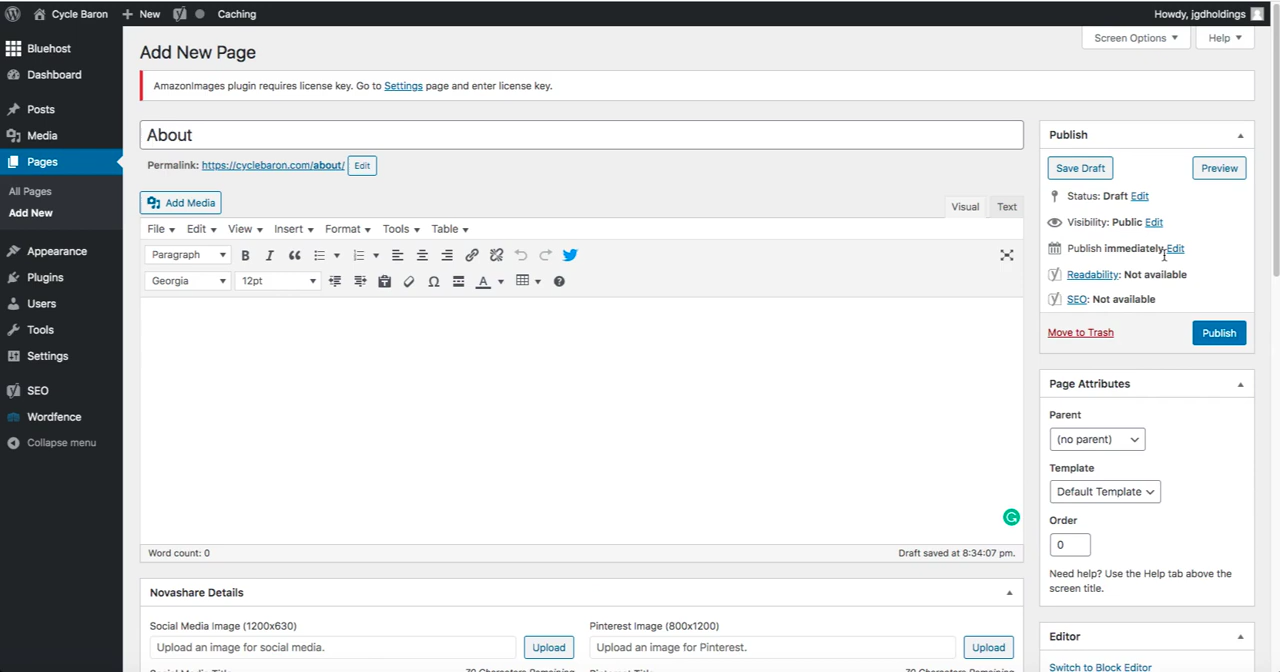 Cycle Baron
New
Caching
Howdy, jgdholdings
Bluehost
Dashboard
Posts
Media
Pages
All Pages
Add New
Appearance
Plugins
Users
Tools
Settings
SEO
Wordfence
Collapse menu
Add New Page
Screen Options
Help
AmazonImages plugin requires license key. Go to Settings page and enter license key.
About
Permalink: https://cyclebaron.com/about/ Edit
Add Media
Visual
Text
File
Edit
View
Insert
Format
Tools
Table
Paragraph
B
I
Georgia
12pt
Word count: 0
Draft saved at 8:34:07 pm.
Novashare Details
Social Media Image (1200x630)
Upload an image for social media.
Upload
Pinterest Image (800x1200)
Upload an image for Pinterest.
Upload
Publish
Save Draft
Preview
Status: Draft Edit
Visibility: Public Edit
Publish immediately Edit
Readability: Not available
SEO: Not available
Move to Trash
Publish
Page Attributes
Parent
(no parent)
Template
Default Template
Order
0
Need help? Use the Help tab above the
screen title.
Editor
Switch to Block Editor